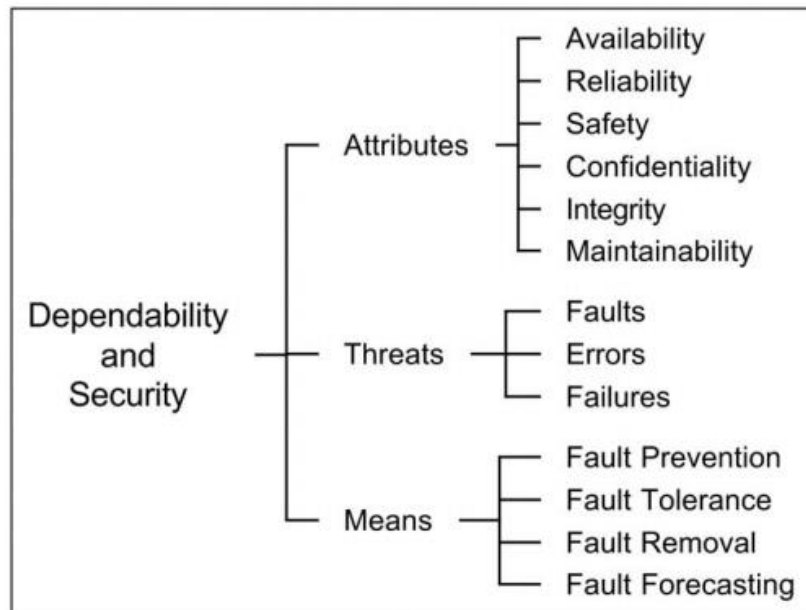 Dependability
and
Security
Attributes
Availability
Reliability
Safety
Confidentiality
Integrity
Maintainability
Threats
Faults
Errors
Failures
Means
Fault Prevention
Fault Tolerance
Fault Removal
Fault Forecasting